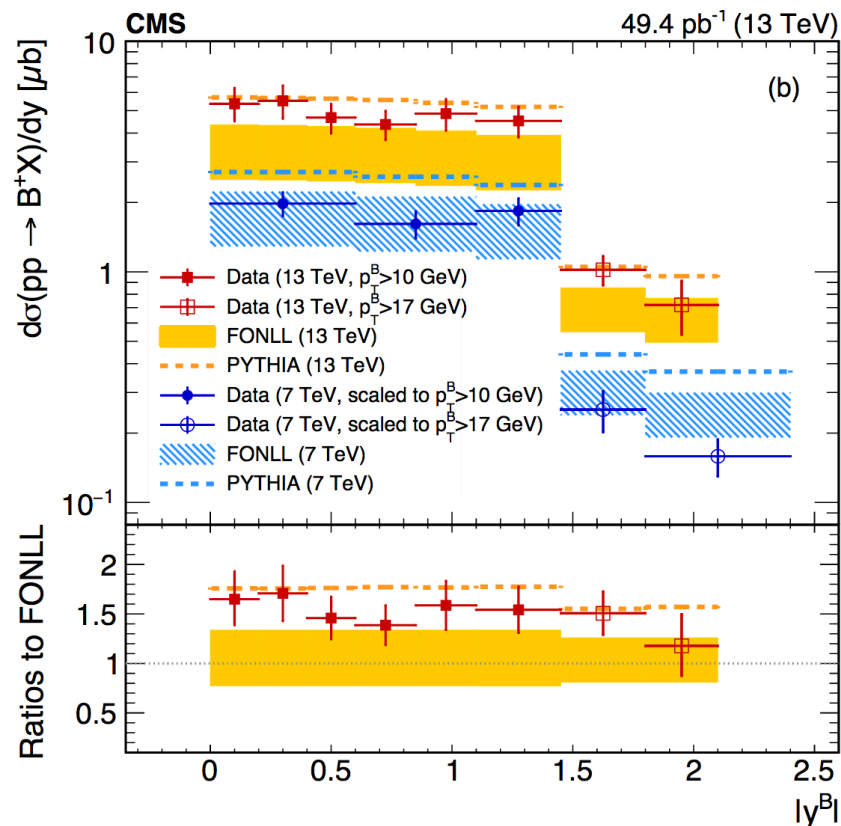 CMS 49.4 pb⁻¹ (13 TeV)
dσ(pp → B⁺X)/dy [μb]
10
(b)
1
10⁻¹
Data (13 TeV, p_T^B>10 GeV)
Data (13 TeV, p_T^B>17 GeV)
FONLL (13 TeV)
PYTHIA (13 TeV)
Data (7 TeV, scaled to p_T^B>10 GeV)
Data (7 TeV, scaled to p_T^B>17 GeV)
FONLL (7 TeV)
PYTHIA (7 TeV)
Ratios to FONLL
2
1.5
1
0.5
0 0.5 1 1.5 2 2.5
|y^B|